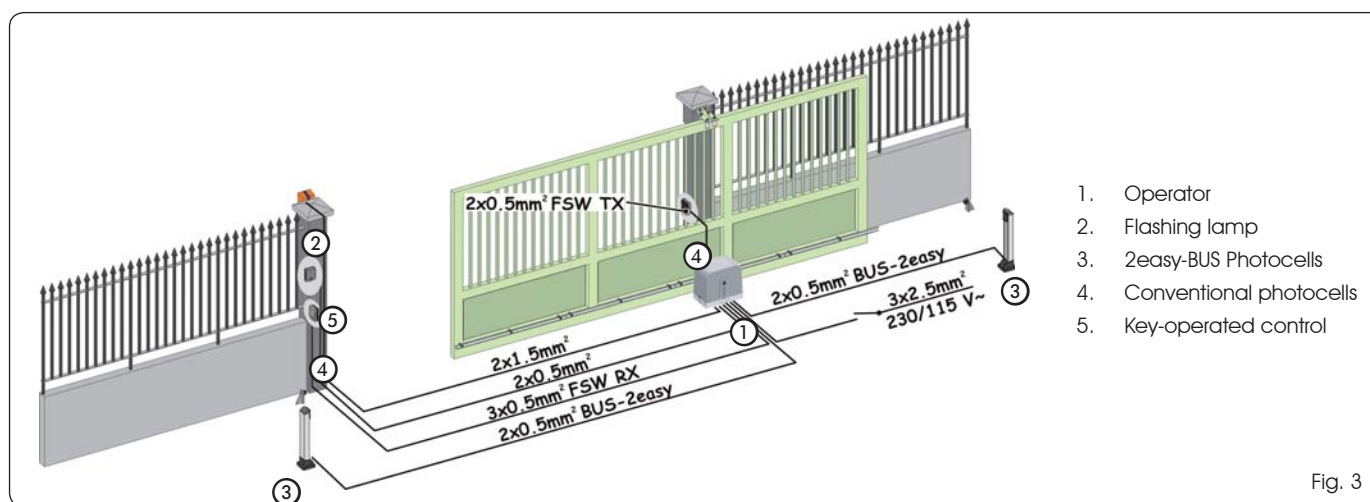 2x0.5mm² FSW TX
2x0.5mm² BUS-2easy
3x2.5mm²
230/115 V~
2x1.5mm²
2x0.5mm²
3x0.5mm² FSW RX
2x0.5mm² BUS-2easy
2
5
4
3
4
1
3
1. Operator
2. Flashing lamp
3. 2easy-BUS Photocells
4. Conventional photocells
5. Key-operated control
Fig. 3